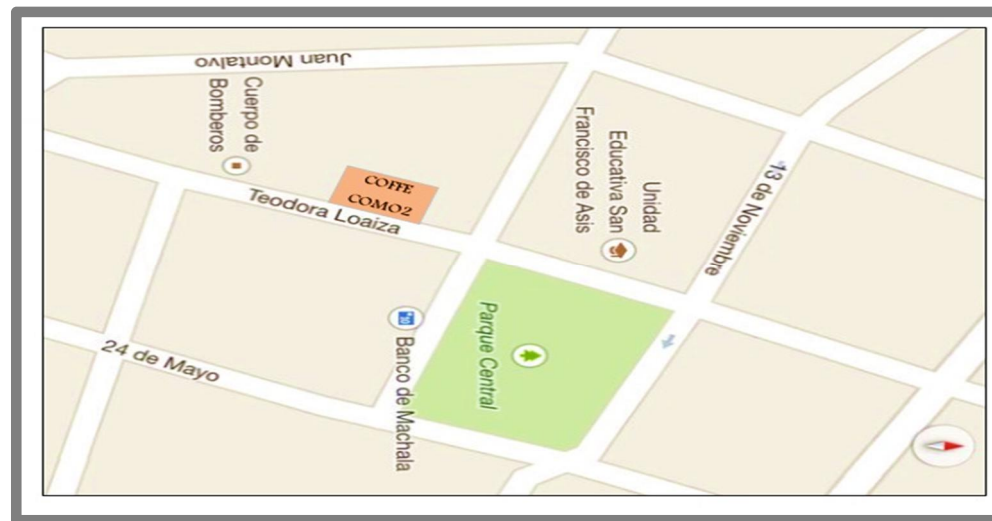 Juan Montalvo
Cuerpo de
Bomberos
COFFE
COMO2
Teodora Loaiza
Unidad
Educativa San
Francisco de Asis
13 de Noviembre
Parque Central
Banco de Machala
24 de Mayo